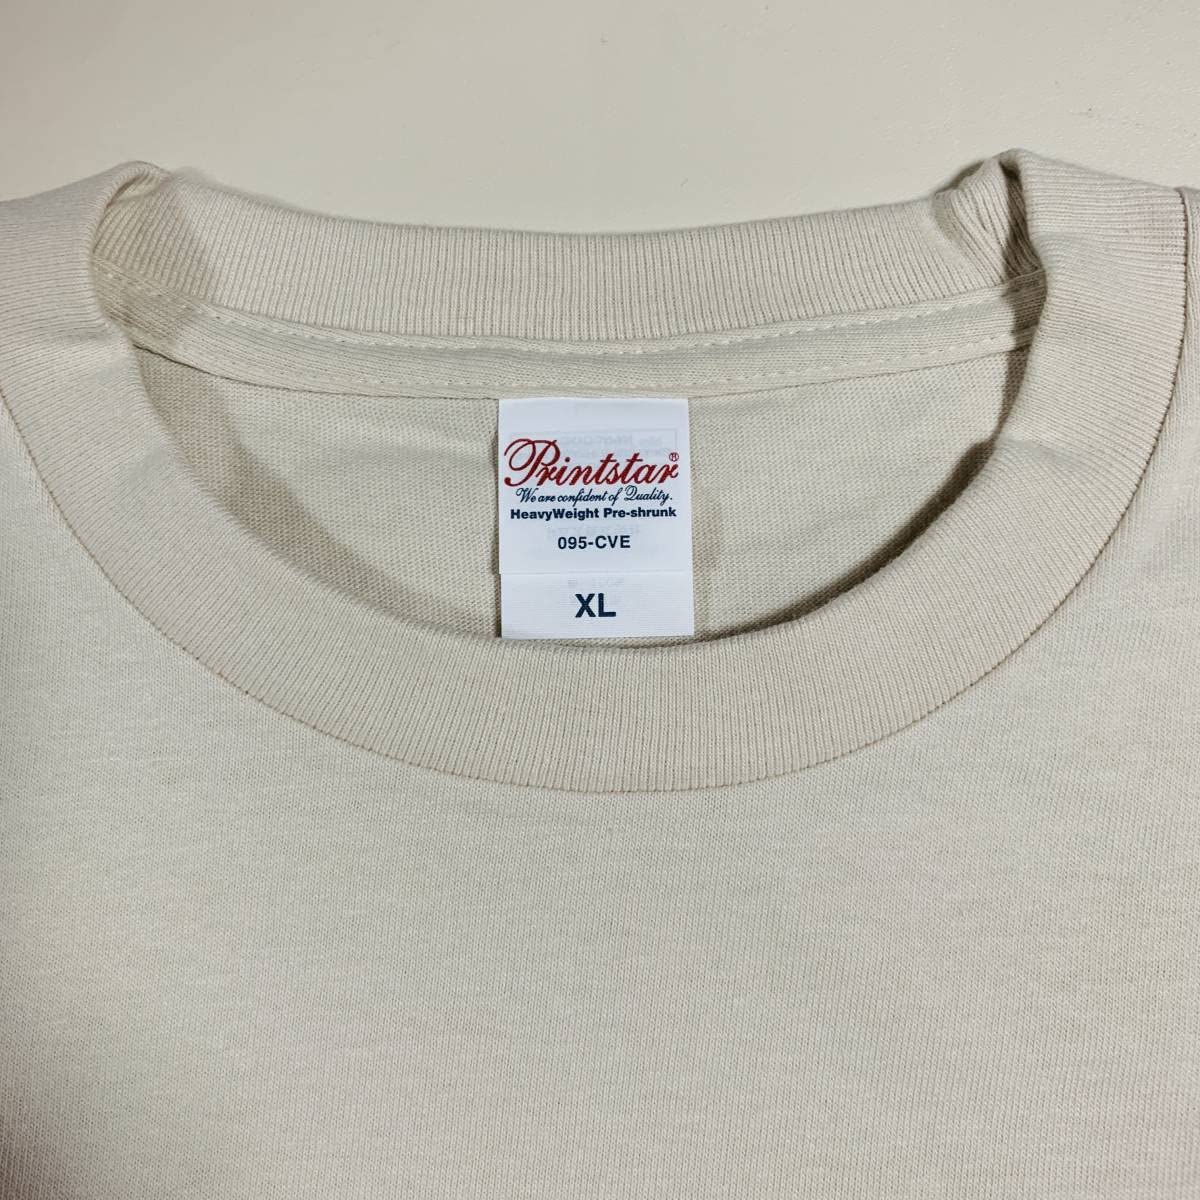 Printstar®
We are confident of Quality.
HeavyWeight Pre-shrunk
095-CVE
XL